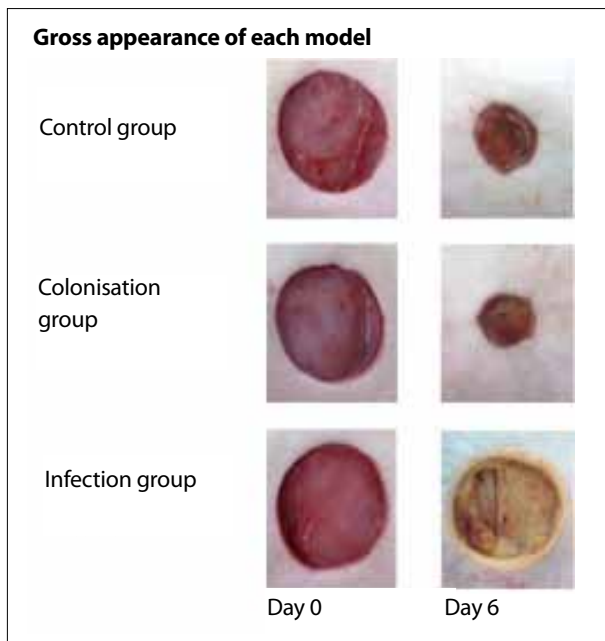 Gross appearance of each model
Control group
Colonisation
group
Infection group
Day 0
Day 6